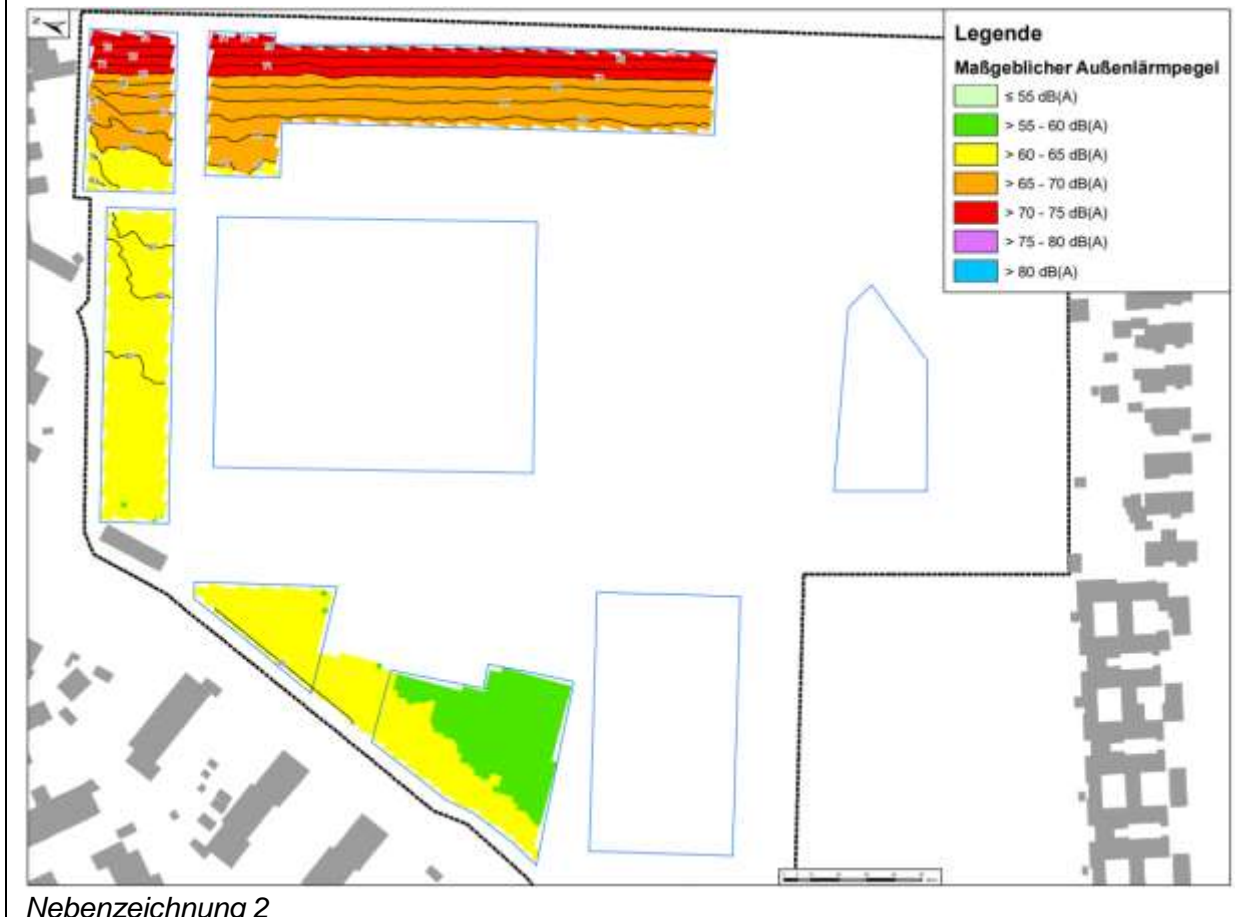 Legende
Maßgeblicher Außenlärmpegel
≤ 55 dB(A)
> 55 - 60 dB(A)
> 60 - 65 dB(A)
> 65 - 70 dB(A)
> 70 - 75 dB(A)
> 75 - 80 dB(A)
> 80 dB(A)
Nebenzeichnung 2